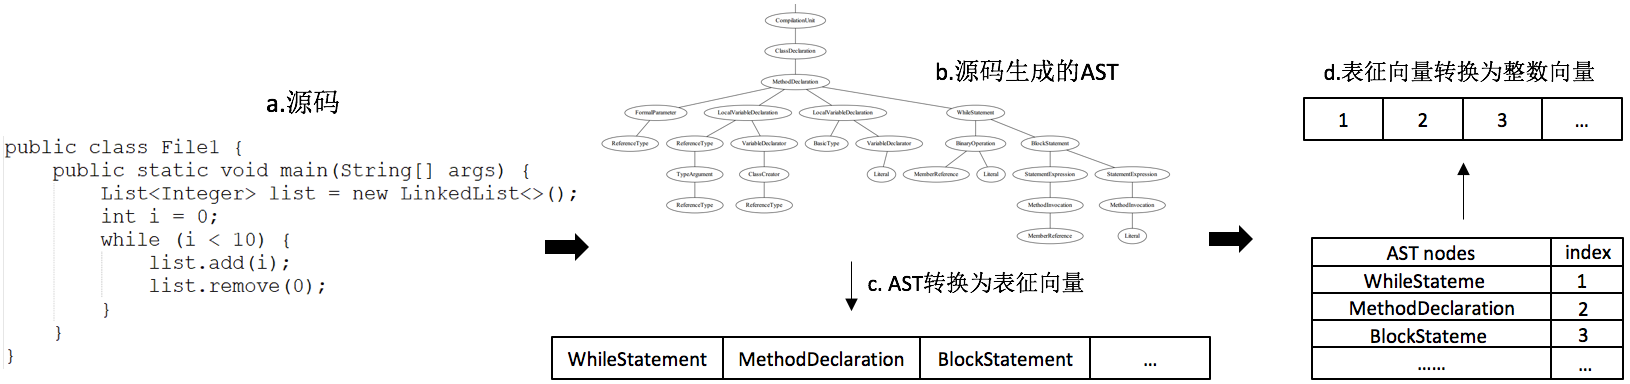 a.源码
public class File1 {
public static void main(String[] args) {
List<Integer> list = new LinkedList<>();
int i = 0;
while (i < 10) {
list.add(i);
list.remove(0);
}
}
}
b.源码生成的AST
CompilationUnit
ClassDeclaration
MethodDeclaration
FormalParameter LocalVariableDeclaration LocalVariableDeclaration WhileStatement
ReferenceType ReferenceType VariableDeclarator BasicType VariableDeclarator BinaryOperation BlockStatement
TypeArgument ClassCreator Literal MemberReference Literal StatementExpression StatementExpression
ReferenceType ReferenceType MethodInvocation MethodInvocation
MemberReference Literal
c. AST转换为表征向量
WhileStatement MethodDeclaration BlockStatement ...
d.表征向量转换为整数向量
1 2 3 ...
AST nodes index
WhileStateme 1
MethodDeclaration 2
BlockStateme 3
...... ...